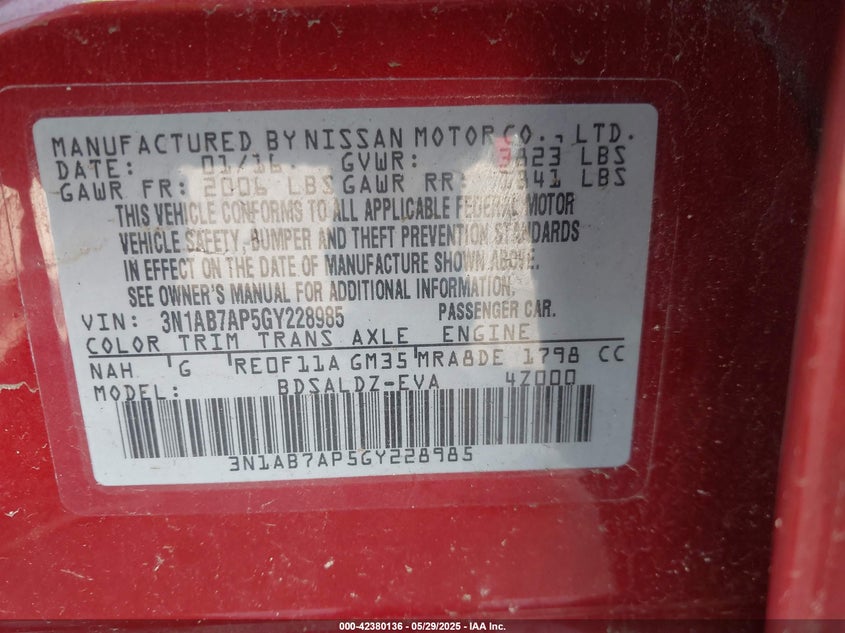 MANUFACTURED BY NISSAN MOTOR CO., LTD.
DATE: 01/16 GVWR: 3423 LBS
GAWR FR: 2006 LBS GAWR RR: 1341 LBS
THIS VEHICLE CONFORMS TO ALL APPLICABLE FEDERAL MOTOR
VEHICLE SAFETY, BUMPER AND THEFT PREVENTION STANDARDS
IN EFFECT ON THE DATE OF MANUFACTURE SHOWN ABOVE.
SEE OWNER'S MANUAL FOR ADDITIONAL INFORMATION.
VIN: 3N1AB7AP5GY228985 PASSENGER CAR.
COLOR TRIM TRANS AXLE ENGINE
NAH G RE0F11A GM35 MRA8DE 1798 CC
MODEL: BDSALDZ-EVA 4Z000
3N1AB7AP5GY228985
000-42380136 - 05/29/2025 - IAA Inc.